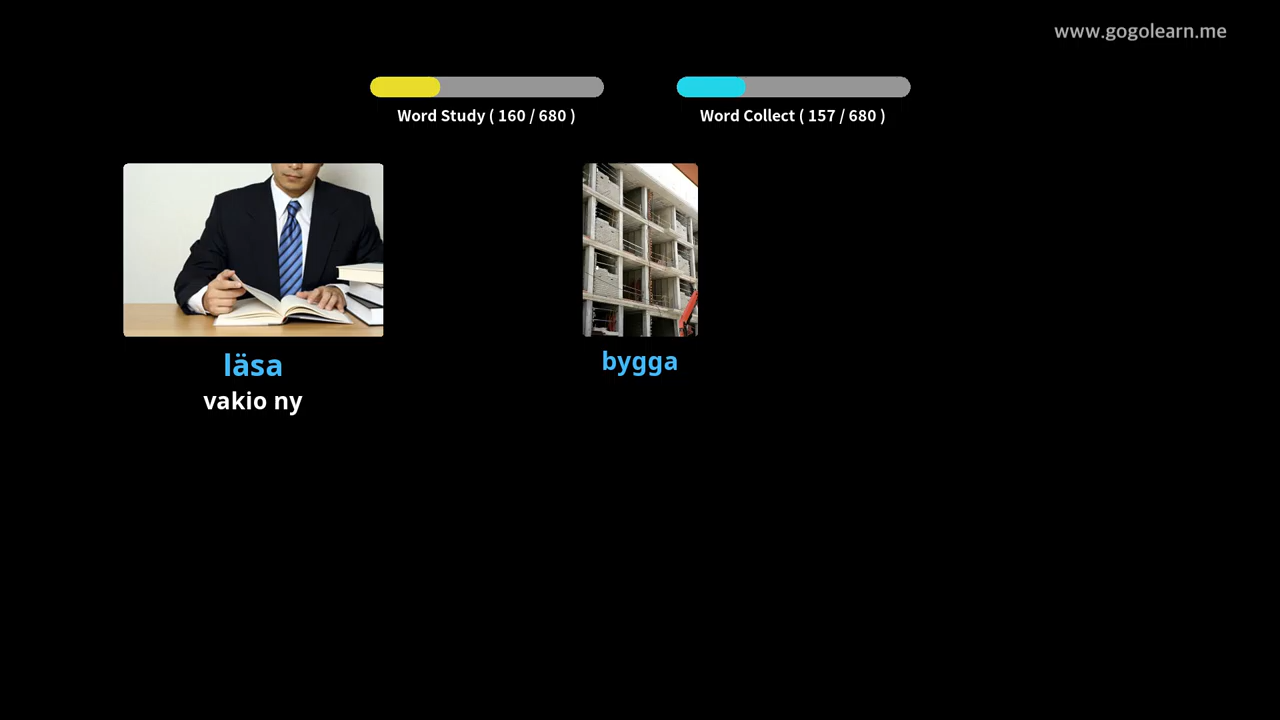 www.gogolearn.me
Word Study ( 160 / 680 )
Word Collect ( 157 / 680 )
läsa
vakio ny
bygga